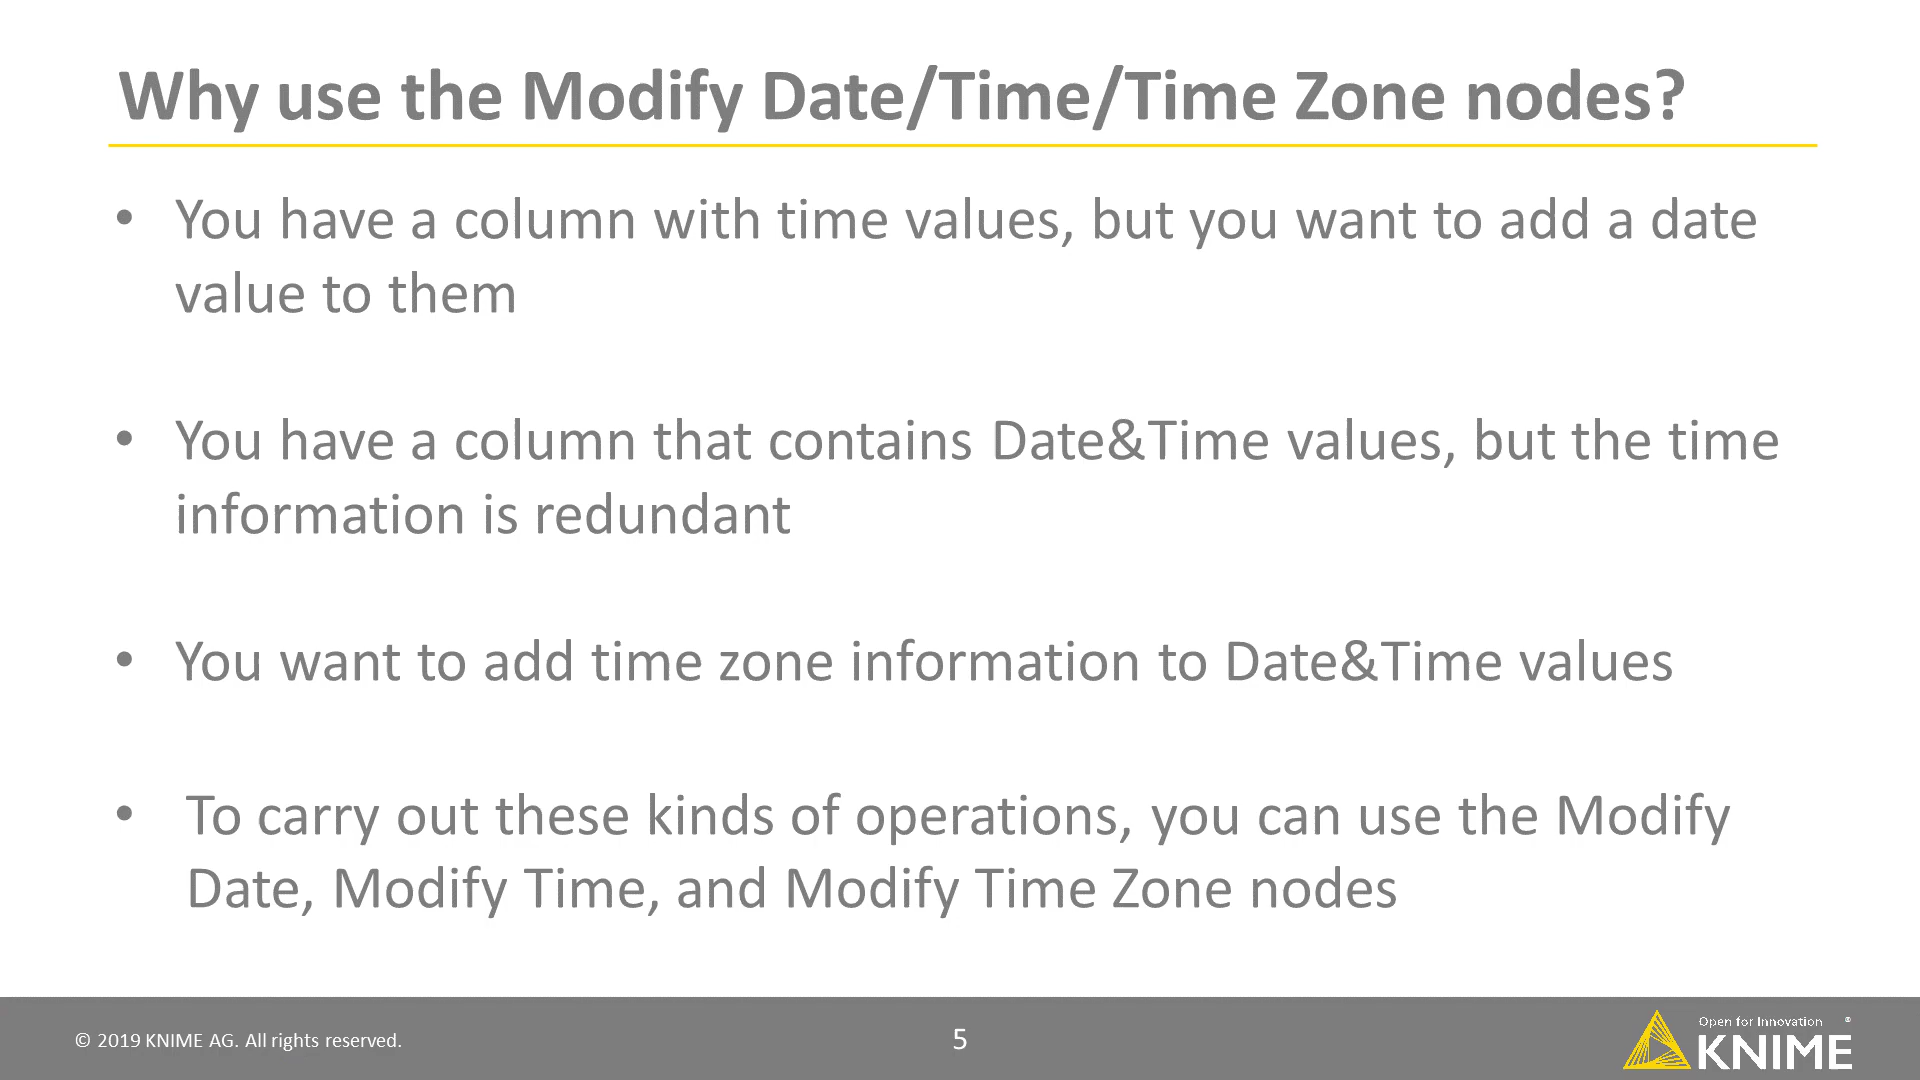 Why use the Modify Date/Time/Time Zone nodes?
• You have a column with time values, but you want to add a date
value to them
• You have a column that contains Date&Time values, but the time
information is redundant
• You want to add time zone information to Date&Time values
• To carry out these kinds of operations, you can use the Modify
Date, Modify Time, and Modify Time Zone nodes
© 2019 KNIME AG. All rights reserved.
5
Open for Innovation ®
KNIME